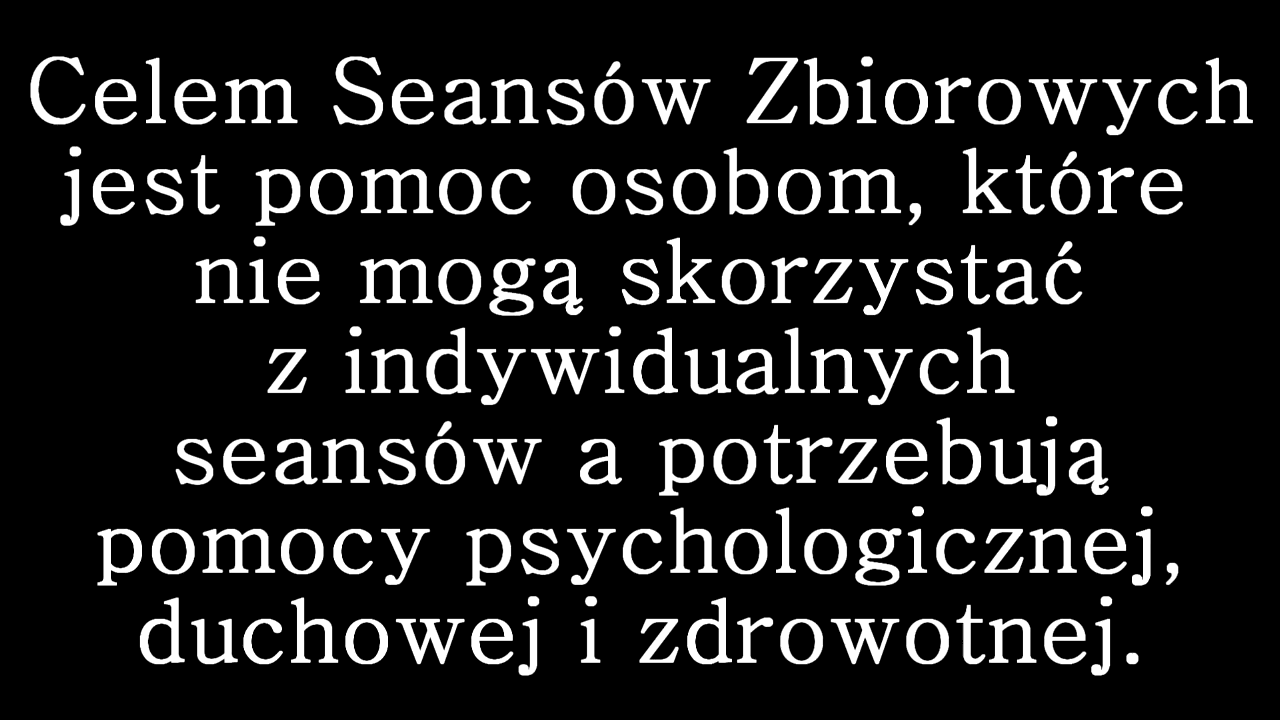 Celem Seansów Zbiorowych
jest pomoc osobom, które
nie mogą skorzystać
z indywidualnych
seansów a potrzebują
pomocy psychologicznej,
duchowej i zdrowotnej.